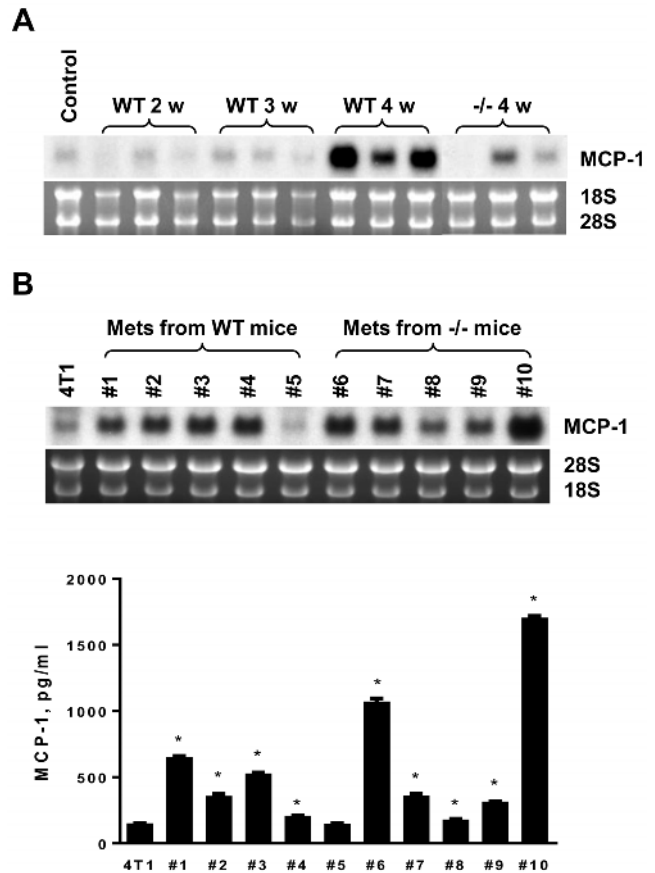 A
Control
WT 2 w
WT 3 w
WT 4 w
-/- 4 w
MCP-1
18S
28S
B
Mets from WT mice
Mets from -/- mice
4T1
#1
#2
#3
#4
#5
#6
#7
#8
#9
#10
MCP-1
28S
18S
2000
1500
1000
500
0
MCP-1, pg/ml
* * * * * * * * *
4T1 #1 #2 #3 #4 #5 #6 #7 #8 #9 #10